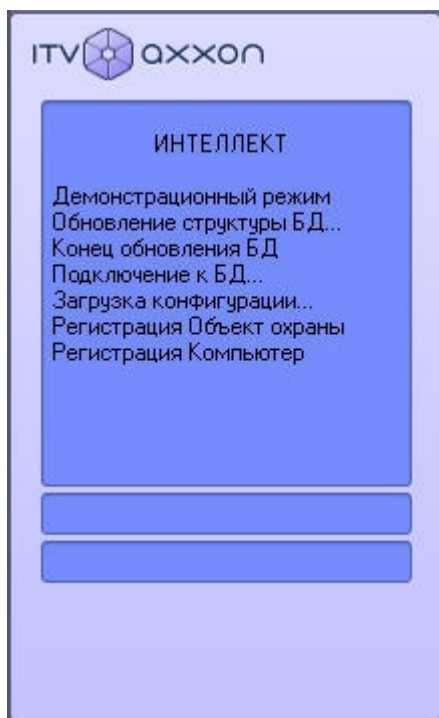 ITV AXXON
ИНТЕЛЛЕКТ
Демонстрационный режим
Обновление структуры БД...
Конец обновления БД
Подключение к БД...
Загрузка конфигурации...
Регистрация Объект охраны
Регистрация Компьютер